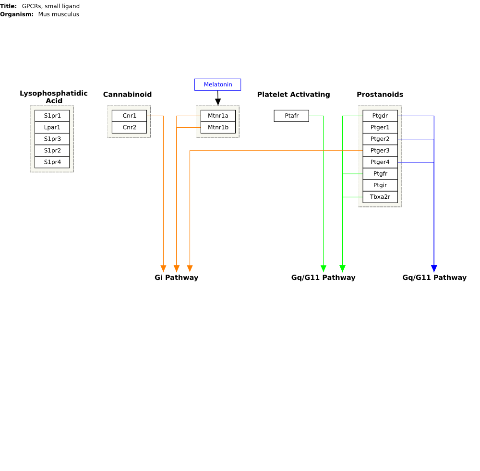 Title: GPCRs, small ligand
Organism: Mus musculus
Melatonin
Lysophosphatidic
Acid
Cannabinoid
Platelet Activating
Prostanoids
S1pr1
Lpar1
S1pr3
S1pr2
S1pr4
Cnr1
Cnr2
Mtnr1a
Mtnr1b
Ptafr
Ptgdr
Ptger1
Ptger2
Ptger3
Ptger4
Ptgfr
Ptgir
Tbxa2r
Gi Pathway
Gq/G11 Pathway
Gq/G11 Pathway